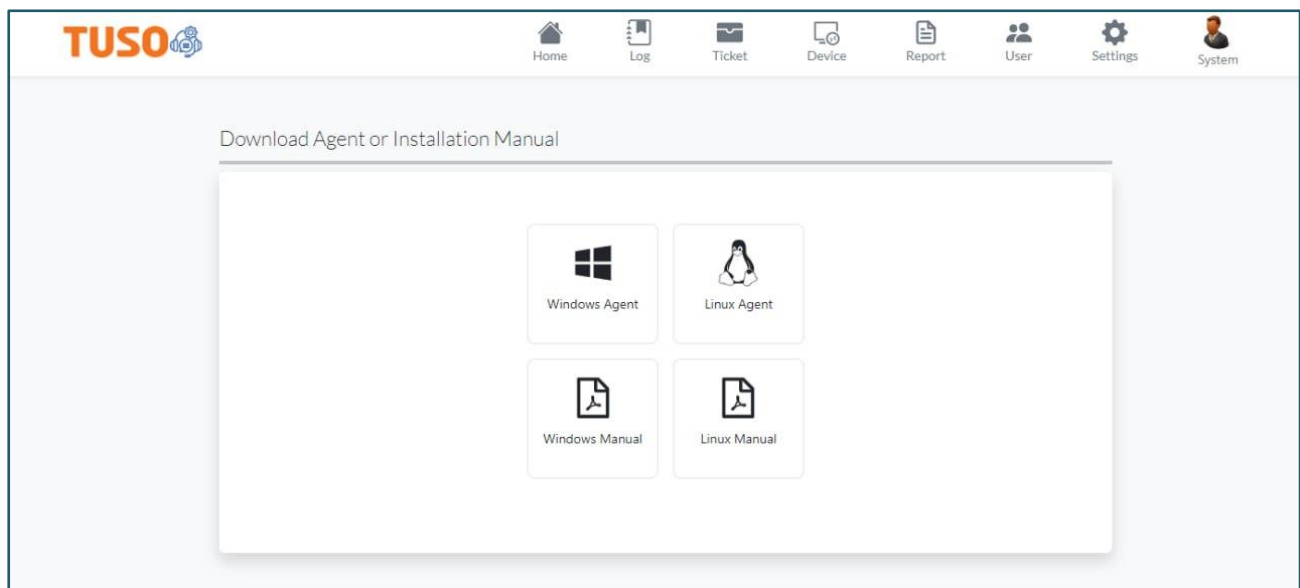 TUSO
Home Log Ticket Device Report User Settings System
Download Agent or Installation Manual
Windows Agent Linux Agent
Windows Manual Linux Manual